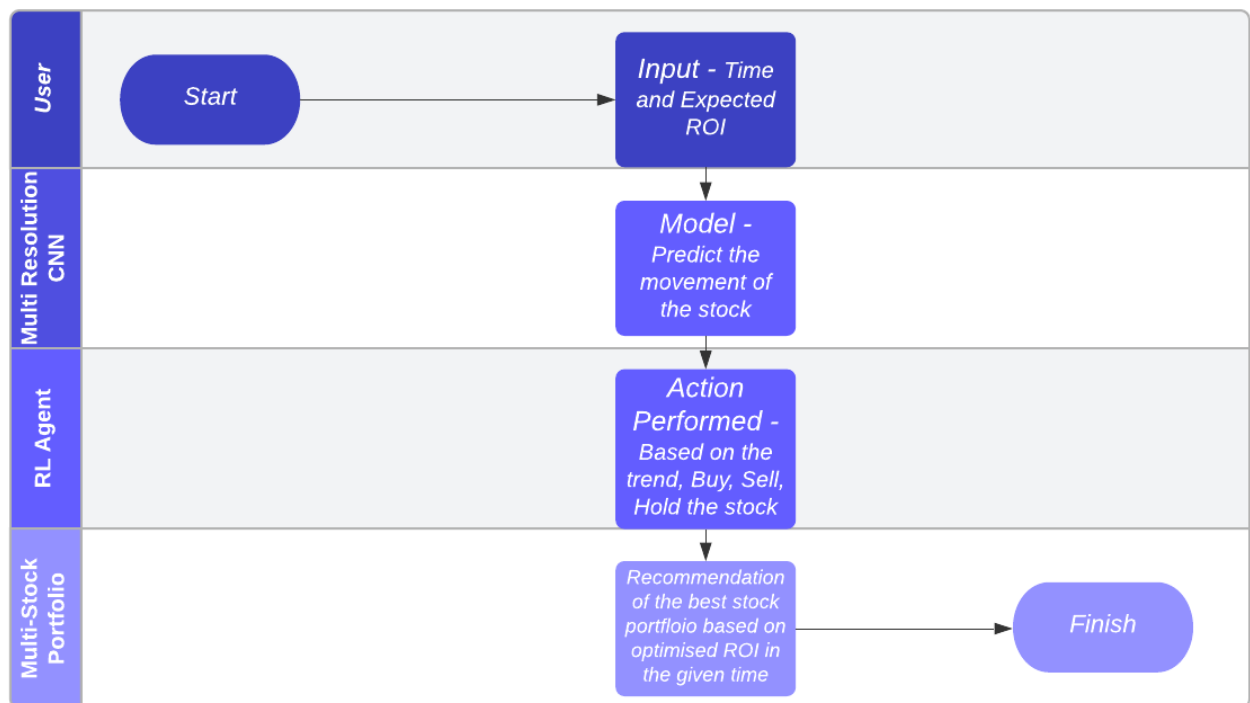 User
Start
Input - Time
and Expected
ROI
Multi Resolution
CNN
Model -
Predict the
movement of
the stock
RL Agent
Action
Performed -
Based on the
trend, Buy, Sell,
Hold the stock
Multi-Stock
Portfolio
Recommendation
of the best stock
portfloio based on
optimised ROI in
the given time
Finish